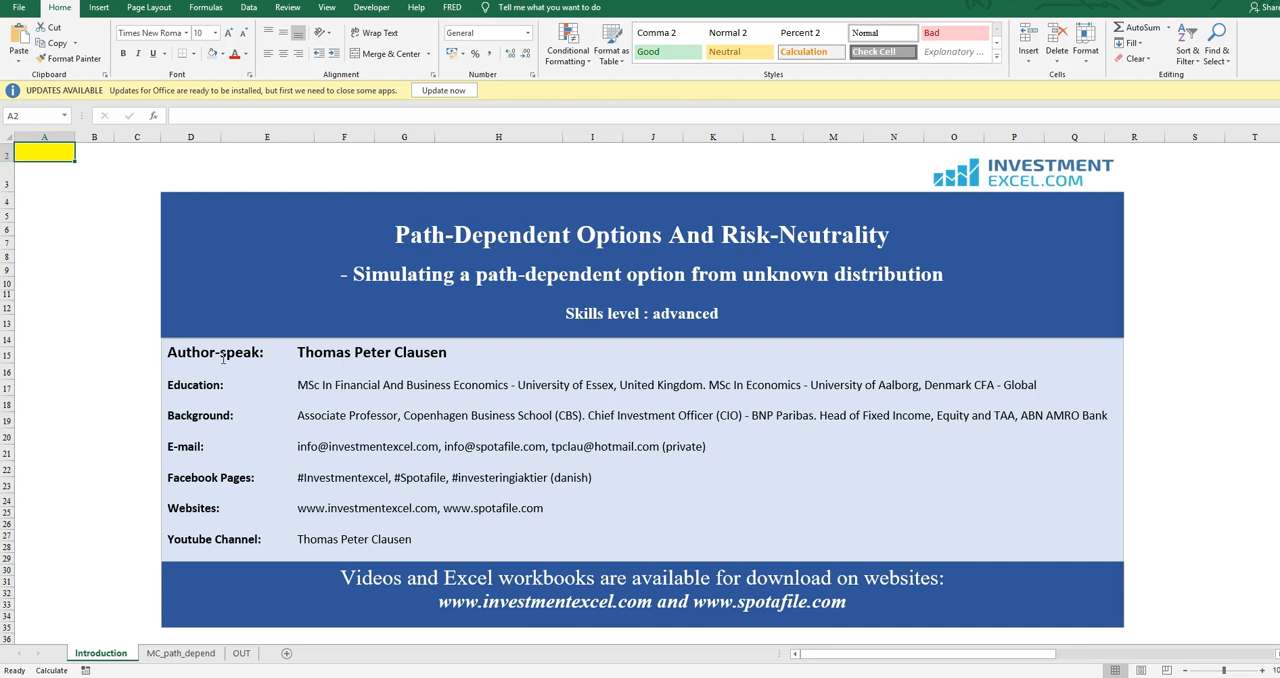 File Home Insert Page Layout Formulas Data Review View Developer Help FRED Tell me what you want to do
Cut Times New Roma 10 Wrap Text General Comma 2 Normal 2 Percent 2 Normal Bad AutoSum
Paste Copy Format Painter B I U Merge & Center Conditional Formatting Format as Table Good Neutral Calculation Check Cell Explanatory ... Insert Delete Format Fill Clear Sort & Filter Find & Select
Clipboard Font Alignment Number Styles Cells Editing
UPDATES AVAILABLE Updates for Office are ready to be installed, but first we need to close some apps. Update now
A2 fx
A B C D E F G H I J K L M N O P Q R S T
INVESTMENT
EXCEL.COM
Path-Dependent Options And Risk-Neutrality
- Simulating a path-dependent option from unknown distribution
Skills level : advanced
Author-speak: Thomas Peter Clausen
Education: MSc In Financial And Business Economics - University of Essex, United Kingdom. MSc In Economics - University of Aalborg, Denmark CFA - Global
Background: Associate Professor, Copenhagen Business School (CBS). Chief Investment Officer (CIO) - BNP Paribas. Head of Fixed Income, Equity and TAA, ABN AMRO Bank
E-mail: info@investmentexcel.com, info@spotafile.com, tpclau@hotmail.com (private)
Facebook Pages: #Investmentexcel, #Spotafile, #investeringiaktier (danish)
Websites: www.investmentexcel.com, www.spotafile.com
Youtube Channel: Thomas Peter Clausen
Videos and Excel workbooks are available for download on websites:
www.investmentexcel.com and www.spotafile.com
Introduction MC_path_depend OUT
Ready Calculate